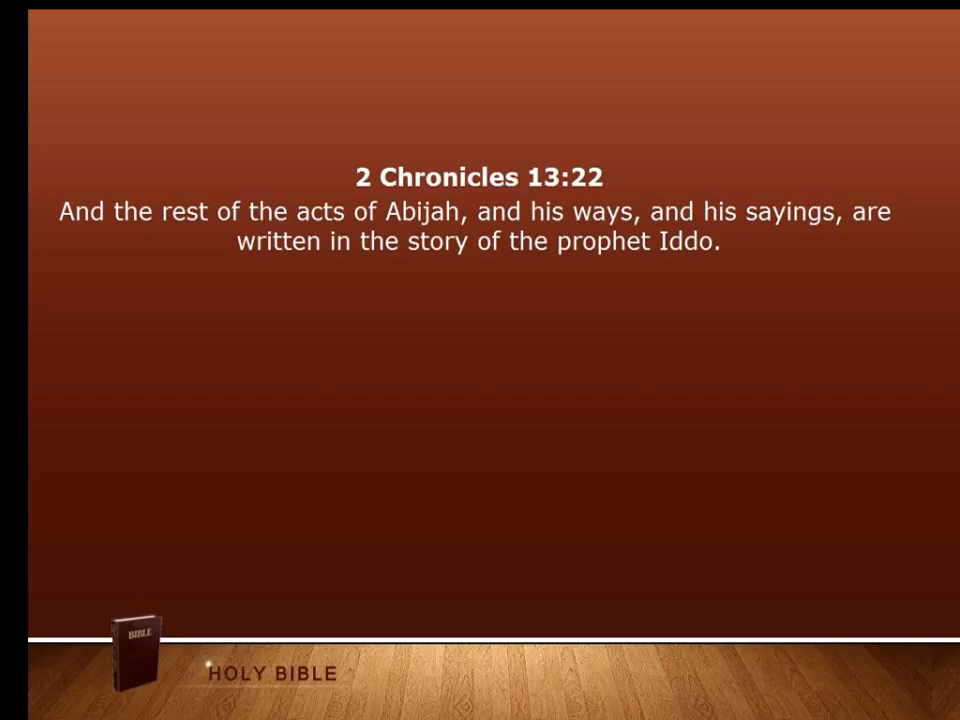 2 Chronicles 13:22
And the rest of the acts of Abijah, and his ways, and his sayings, are
written in the story of the prophet Iddo.
BIBLE
HOLY BIBLE